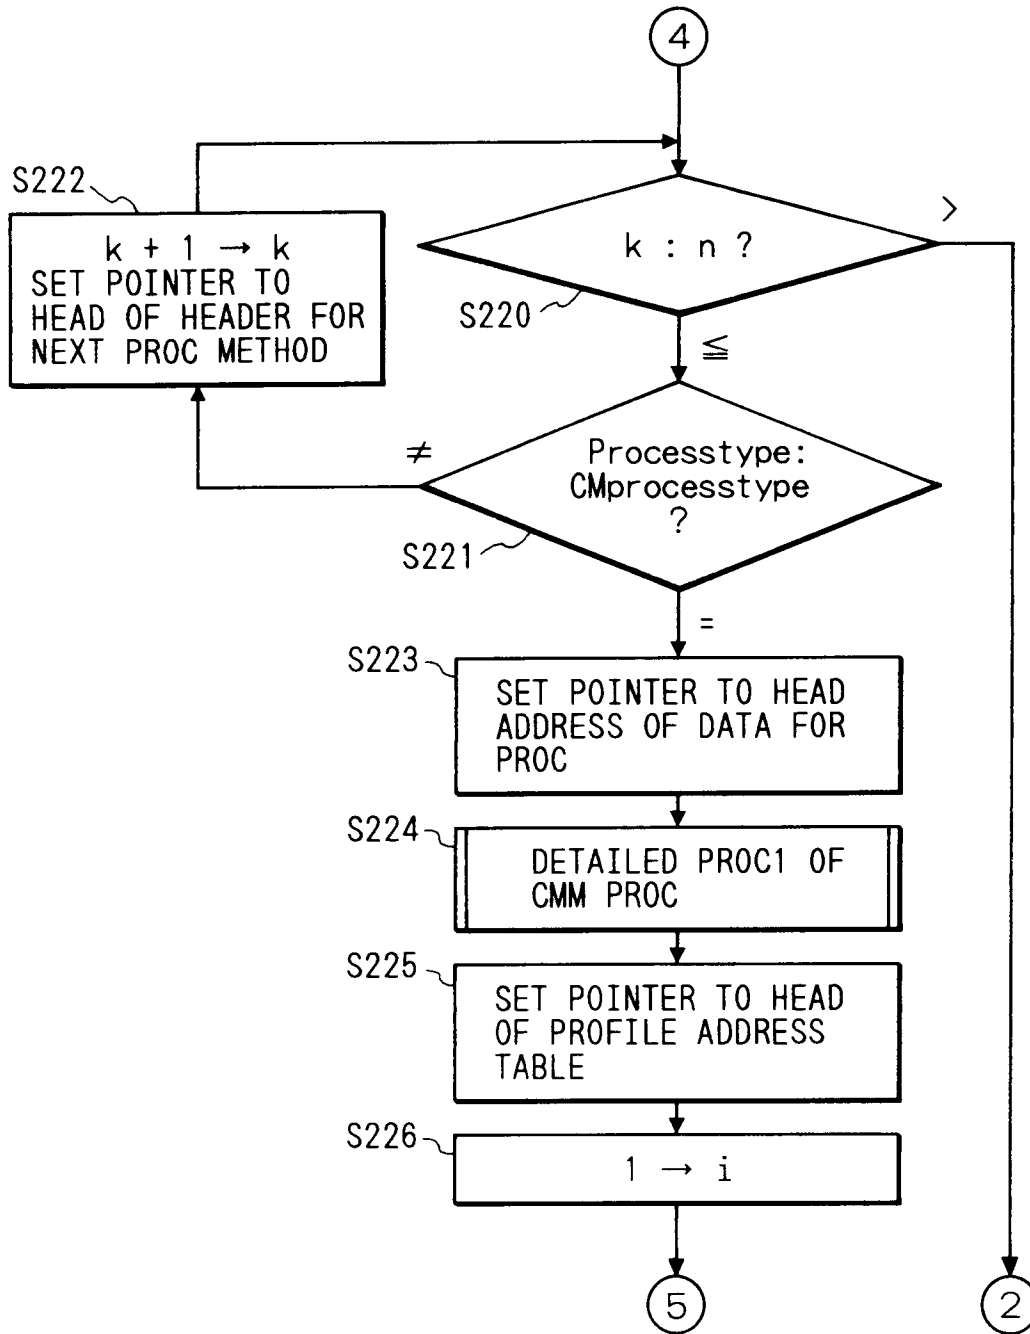 4
S222
k + 1 → k
SET POINTER TO
HEAD OF HEADER FOR
NEXT PROC METHOD
>
k : n ?
S220
≦
≠
Processtype:
CMprocesstype
?
S221
=
S223
SET POINTER TO HEAD
ADDRESS OF DATA FOR
PROC
S224
DETAILED PROC1 OF
CMM PROC
S225
SET POINTER TO HEAD
OF PROFILE ADDRESS
TABLE
S226
1 → i
5
2